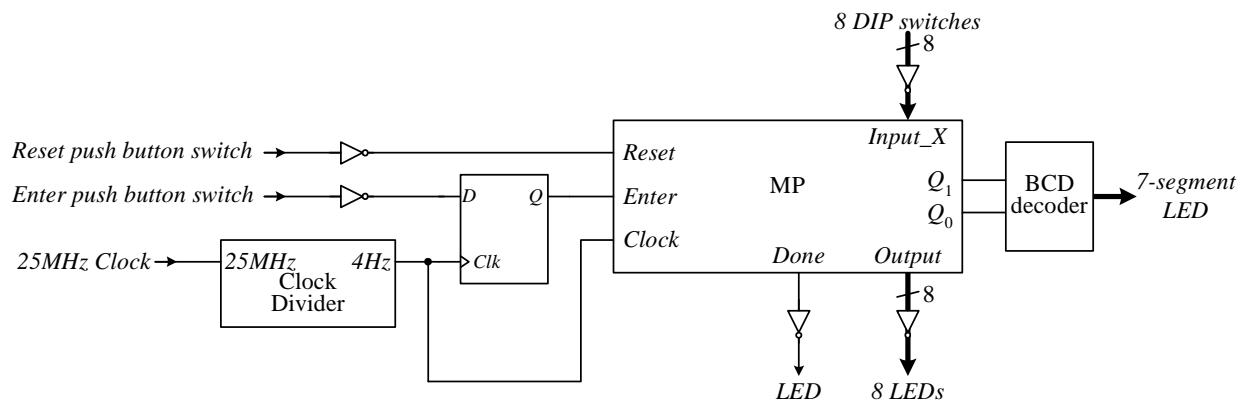 8 DIP switches
8
Reset push button switch
Enter push button switch
25MHz Clock
25MHz
4Hz
Clock
Divider
D
Q
Clk
Input_X
Reset
Enter
Clock
MP
Q1
Q0
Done
Output
BCD
decoder
7-segment
LED
8
LED
8 LEDs